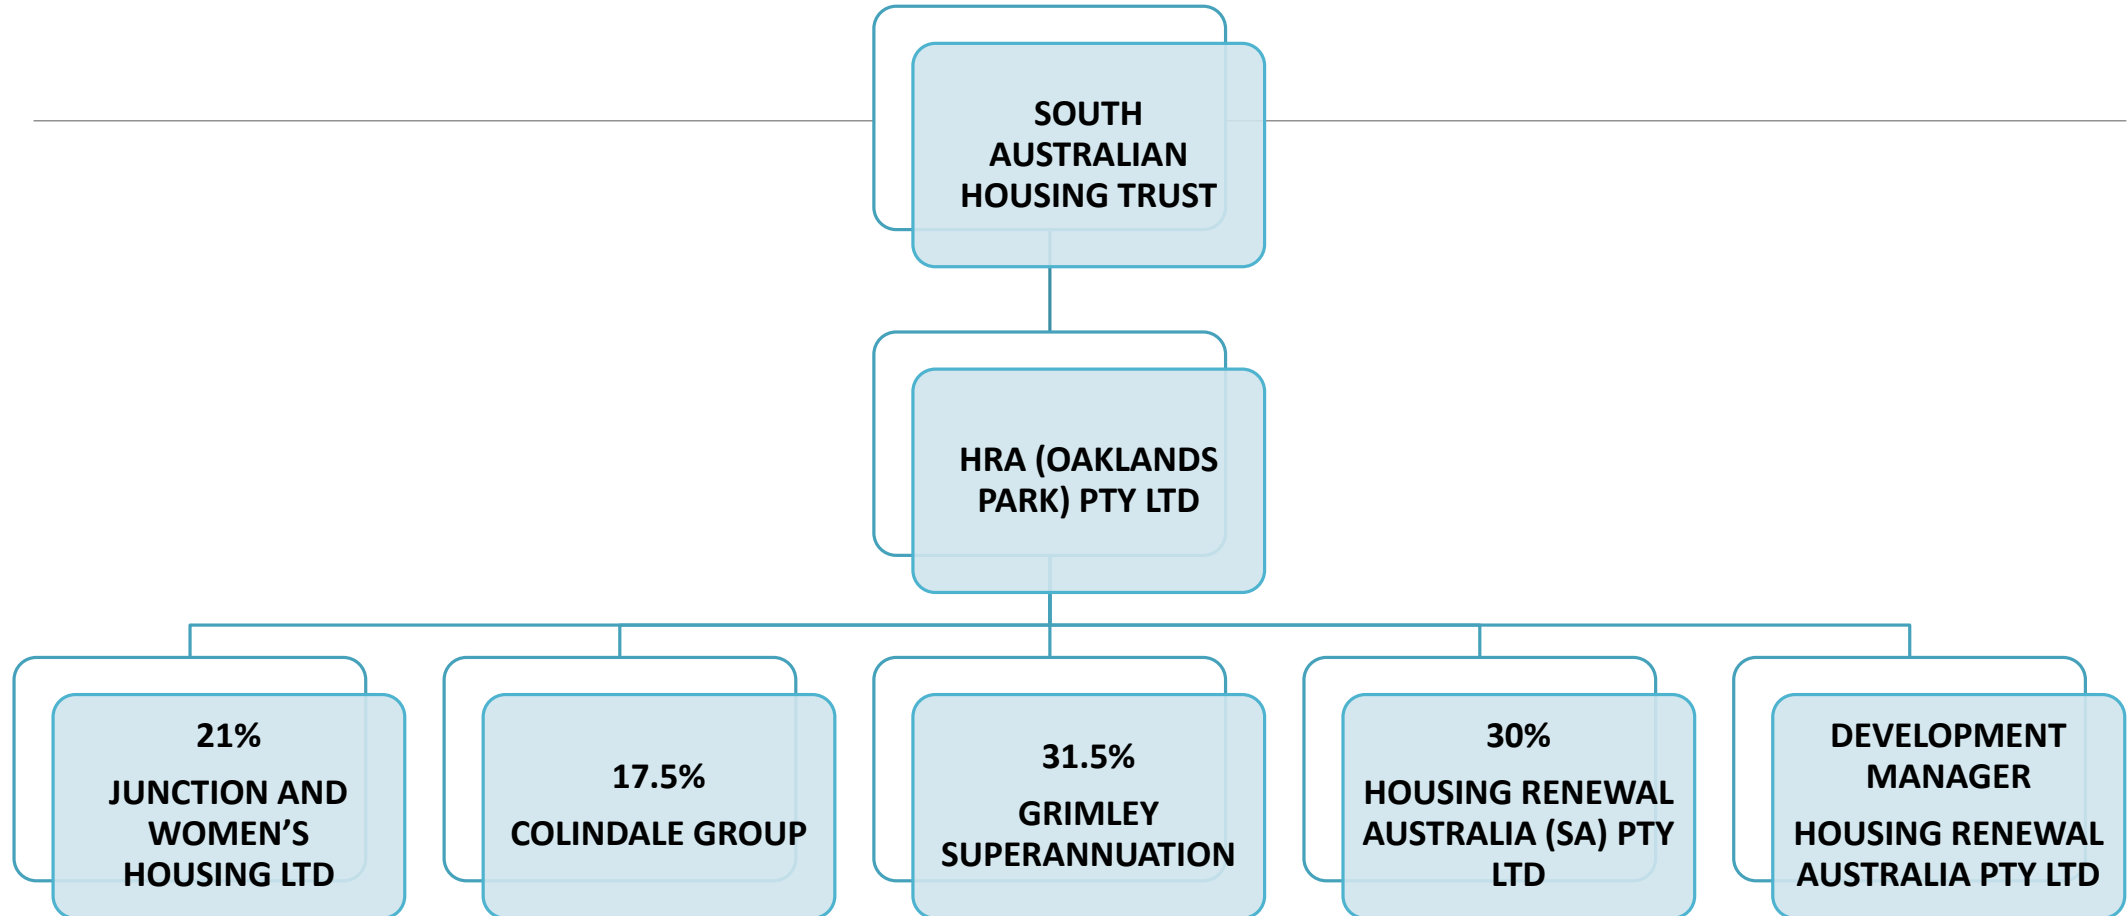 SOUTH
AUSTRALIAN
HOUSING TRUST
HRA (OAKLANDS
PARK) PTY LTD
21%
JUNCTION AND
WOMEN’S
HOUSING LTD
17.5%
COLINDALE GROUP
31.5%
GRIMLEY
SUPERANNUATION
30%
HOUSING RENEWAL
AUSTRALIA (SA) PTY
LTD
DEVELOPMENT
MANAGER
HOUSING RENEWAL
AUSTRALIA PTY LTD